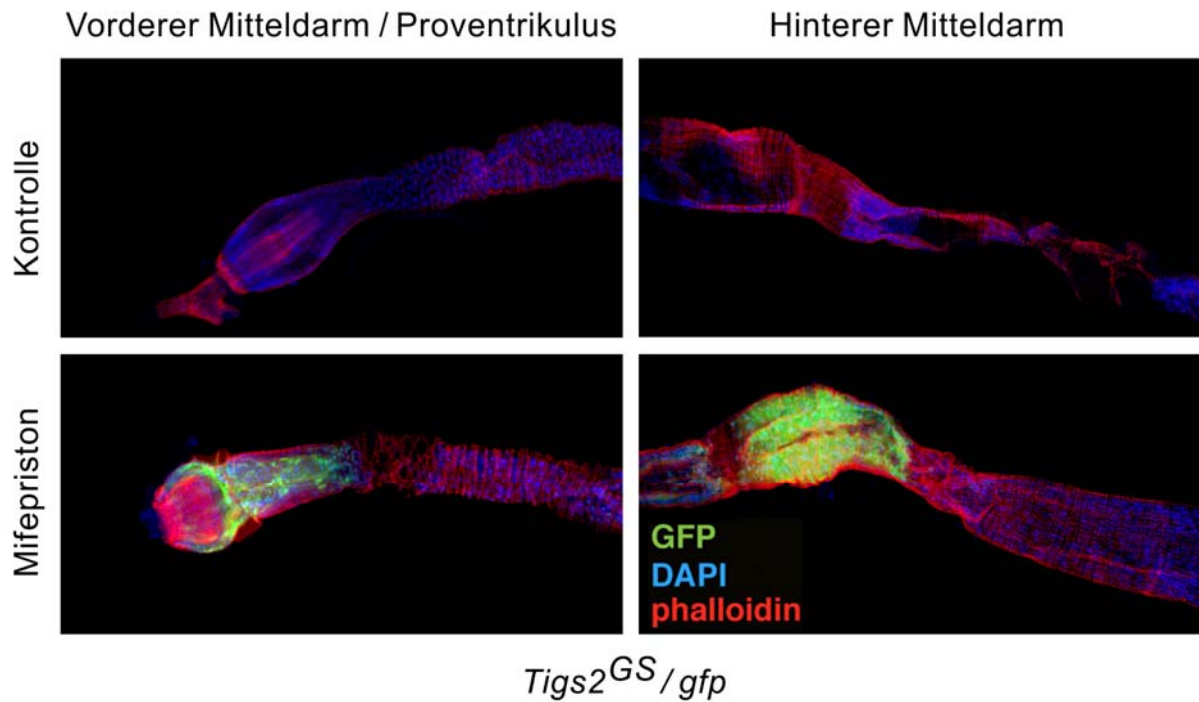 Vorderer Mitteldarm / Proventrikulus
Hinterer Mitteldarm
Kontrolle
Mifepriston
GFP
DAPI
phalloidin
Tigs2GS / gfp